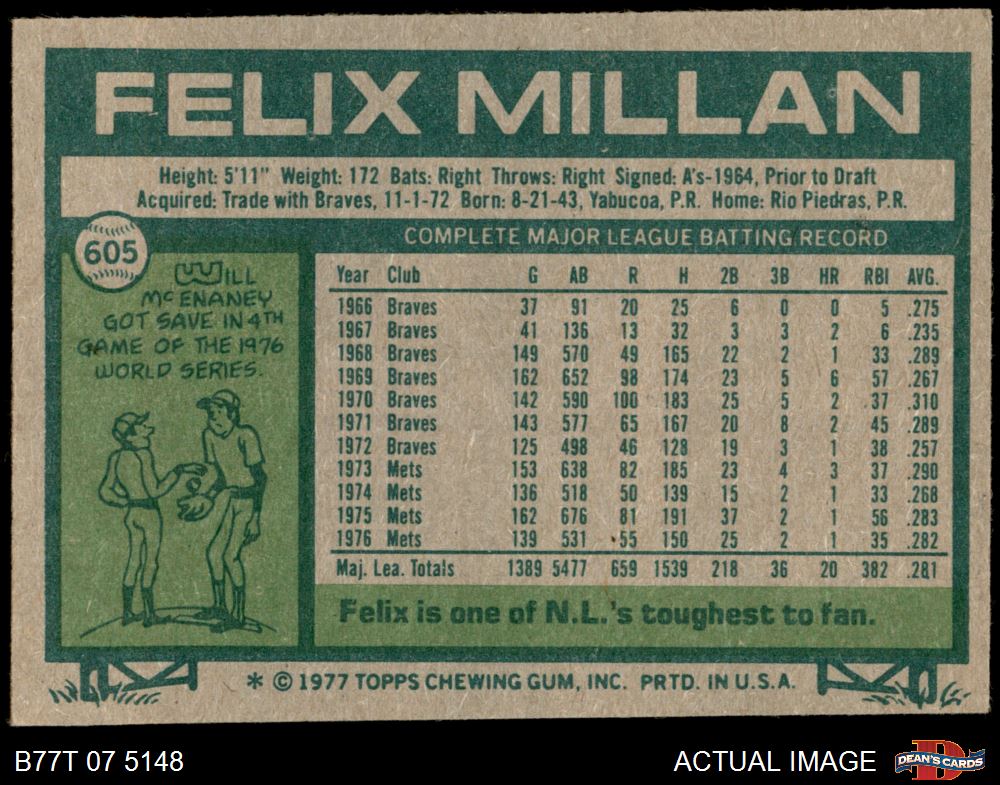 FELIX MILLAN
Height: 5'11" Weight: 172 Bats: Right Throws: Right Signed: A's-1964, Prior to Draft
Acquired: Trade with Braves, 11-1-72 Born: 8-21-43, Yabucoa, P.R. Home: Rio Piedras, P.R.
605
WILL
McENANEY
GOT SAVE IN 4TH
GAME OF THE 1976
WORLD SERIES.
COMPLETE MAJOR LEAGUE BATTING RECORD
Year Club G AB R H 2B 3B HR RBI AVG.
1966 Braves 37 91 20 25 6 0 0 5 .275
1967 Braves 41 136 13 32 3 3 2 6 .235
1968 Braves 149 570 49 165 22 2 1 33 .289
1969 Braves 162 652 98 174 23 5 6 57 .267
1970 Braves 142 590 100 183 25 5 2 37 .310
1971 Braves 143 577 65 167 20 8 2 45 .289
1972 Braves 125 498 46 128 19 3 1 38 .257
1973 Mets 153 638 82 185 23 4 3 37 .290
1974 Mets 136 518 50 139 15 2 1 33 .268
1975 Mets 162 676 81 191 37 2 1 56 .283
1976 Mets 139 531 55 150 25 2 1 35 .282
Maj. Lea. Totals 1389 5477 659 1539 218 36 20 382 .281
Felix is one of N.L.'s toughest to fan.
* © 1977 TOPPS CHEWING GUM, INC. PRTD. IN U.S.A.
B77T 07 5148
ACTUAL IMAGE
D
DEAN'S CARDS